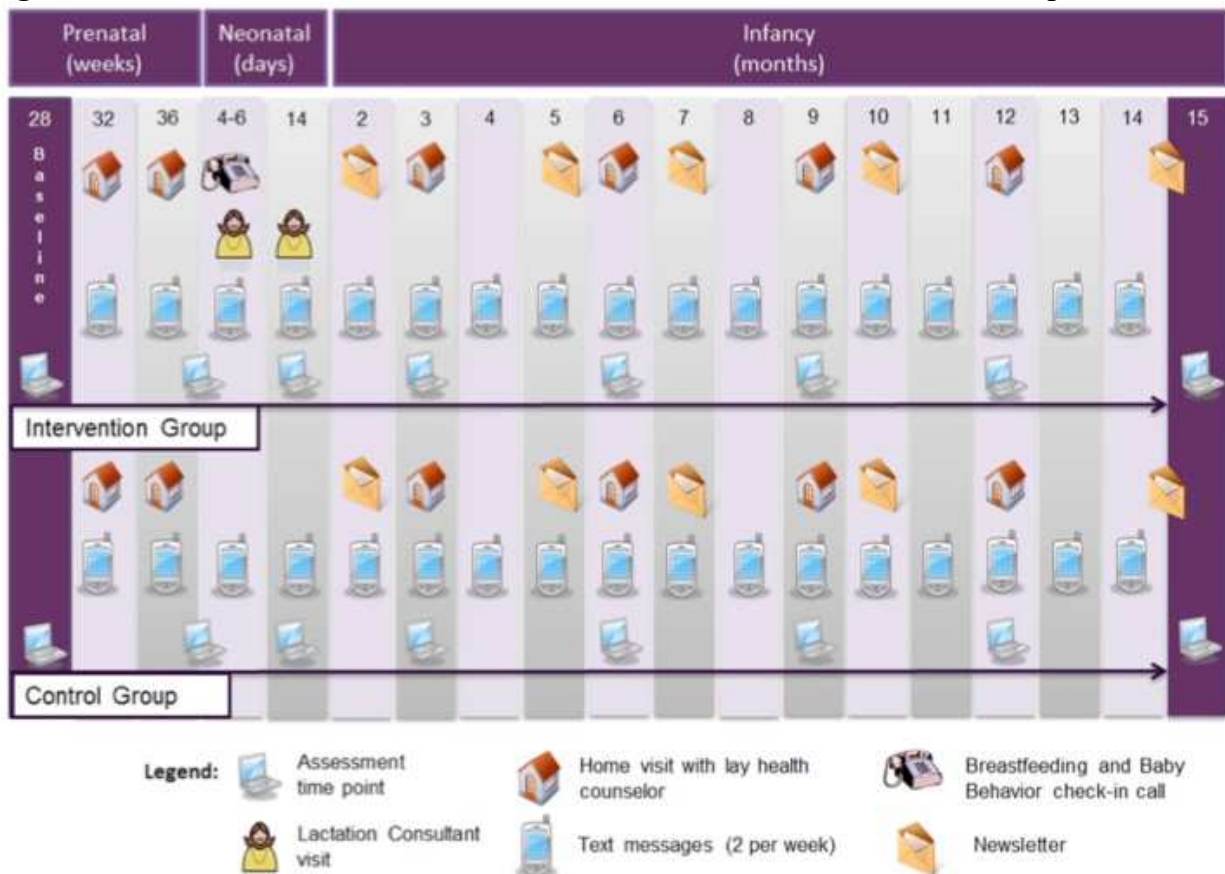 Prenatal
(weeks)
Neonatal
(days)
Infancy
(months)
28 32 36 4-6 14 2 3 4 5 6 7 8 9 10 11 12 13 14 15
Baseline
Intervention Group
Control Group
Legend:
Assessment
time point
Home visit with lay health
counselor
Breastfeeding and Baby
Behavior check-in call
Lactation Consultant
visit
Text messages (2 per week)
Newsletter